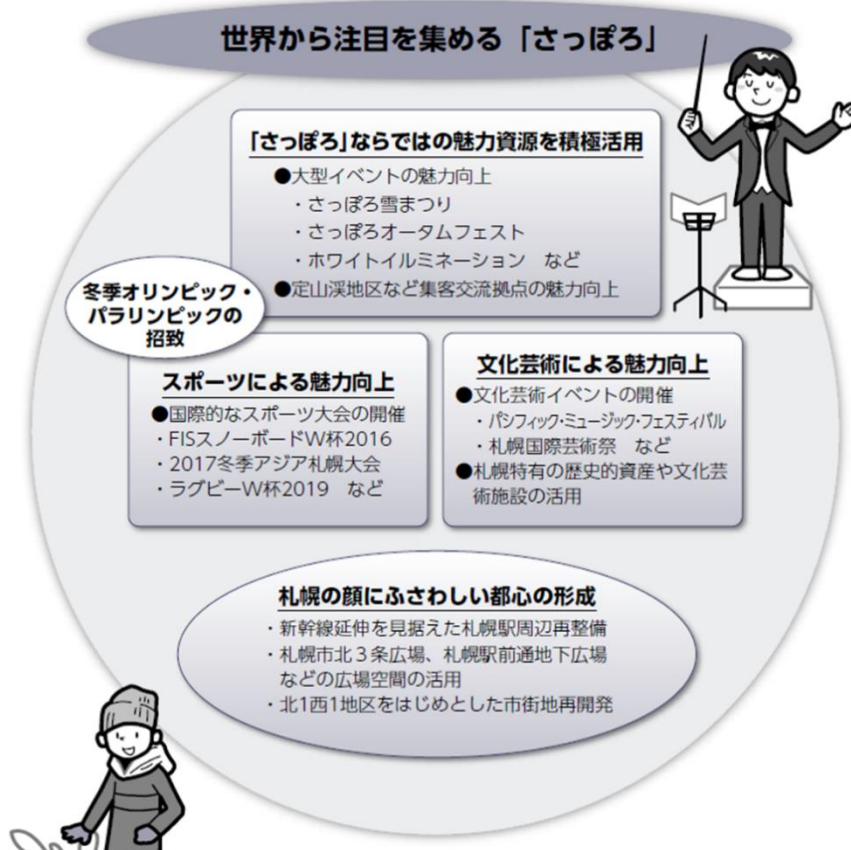 世界から注目を集める「さっぽろ」
「さっぽろ」ならではの魅力資源を積極活用
●大型イベントの魅力向上
・さっぽろ雪まつり
・さっぽろオータムフェスト
・ホワイトイルミネーション　など
●定山渓地区など集客交流拠点の魅力向上
冬季オリンピック・
パラリンピックの
招致
スポーツによる魅力向上
●国際的なスポーツ大会の開催
・FISスノーボードW杯2016
・2017冬季アジア札幌大会
・ラグビーW杯2019　など
文化芸術による魅力向上
●文化芸術イベントの開催
・パシフィック・ミュージック・フェスティバル
・札幌国際芸術祭　など
●札幌特有の歴史的資産や文化芸
術施設の活用
札幌の顔にふさわしい都心の形成
・新幹線延伸を見据えた札幌駅周辺再整備
・札幌市北３条広場、札幌駅前通地下広場
などの広場空間の活用
・北1西1地区をはじめとした市街地再開発